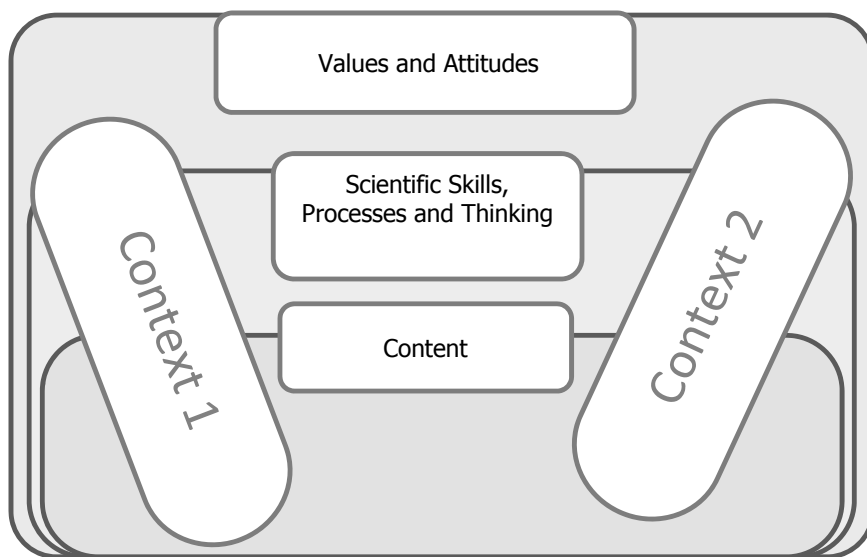 Values and Attitudes
Scientific Skills,
Processes and Thinking
Content
Context 1
Context 2